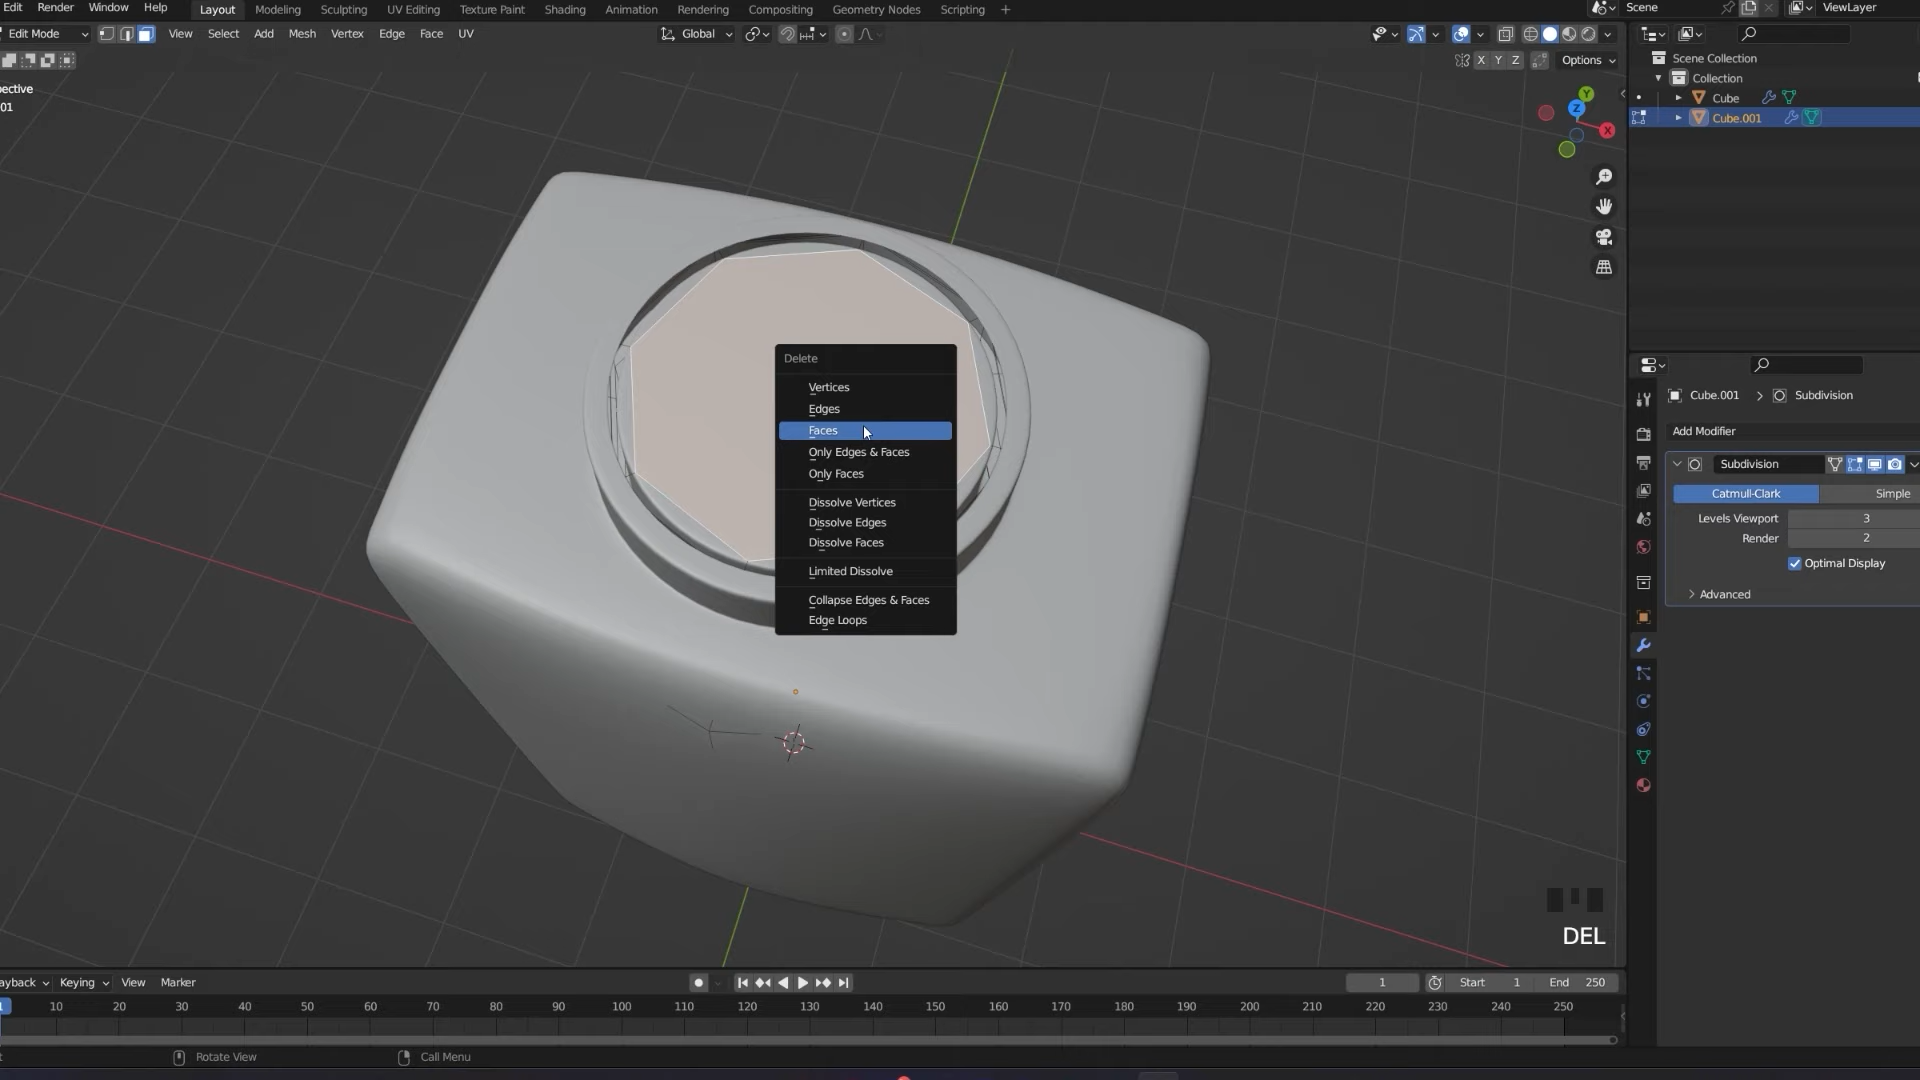 Edit Render Window Help
Layout Modeling Sculpting UV Editing Texture Paint Shading Animation Rendering Compositing Geometry Nodes Scripting +
Scene ViewLayer
Edit Mode View Select Add Mesh Vertex Edge Face UV Global
X Y Z Options
Scene Collection
Collection
Cube
Cube.001
ective
01
Y
Z
X
Delete
Vertices
Edges
Faces
Only Edges & Faces
Only Faces
Dissolve Vertices
Dissolve Edges
Dissolve Faces
Limited Dissolve
Collapse Edges & Faces
Edge Loops
Cube.001 > Subdivision
Add Modifier
Subdivision
Catmull-Clark Simple
Levels Viewport 3
Render 2
Optimal Display
Advanced
DEL
ayback Keying View Marker
1 Start 1 End 250
1 10 20 30 40 50 60 70 80 90 100 110 120 130 140 150 160 170 180 190 200 210 220 230 240 250
t Rotate View Call Menu